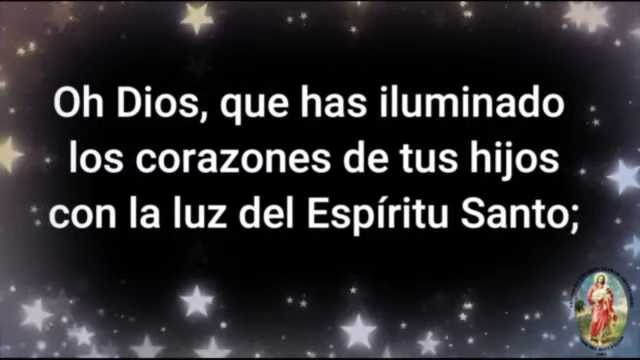 Oh Dios, que has iluminado
los corazones de tus hijos
con la luz del Espíritu Santo;